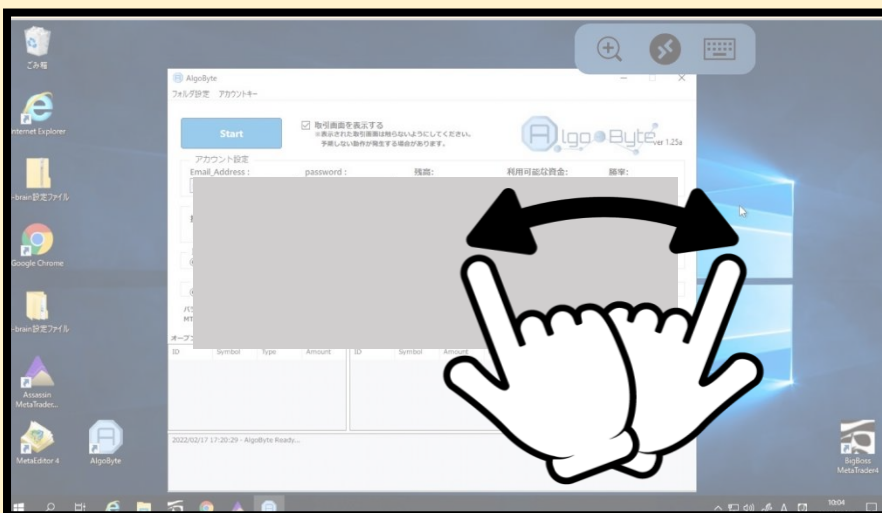 ごみ箱
AlgoByte
フォルダ設定 アカウントキー
Internet Explorer
Start
取引画面を表示する
※表示された取引画面は触らないようにしてください。
予期しない動作が発生する場合があります。
Algo Byte
Ver 1.25a
アカウント設定
Email_Address : password : 残高: 利用可能な資金: 勝率:
-brain設定ファイル
Google Chrome
-brain設定ファイル
オープン
ID Symbol Type Amount ID Symbol Amount
Assassin
MetaTrader...
2022/02/17 17:20:29 - AlgoByte Ready...
MetaEditor 4
AlgoByte
BigBoss
MetaTrader4
A
10:04